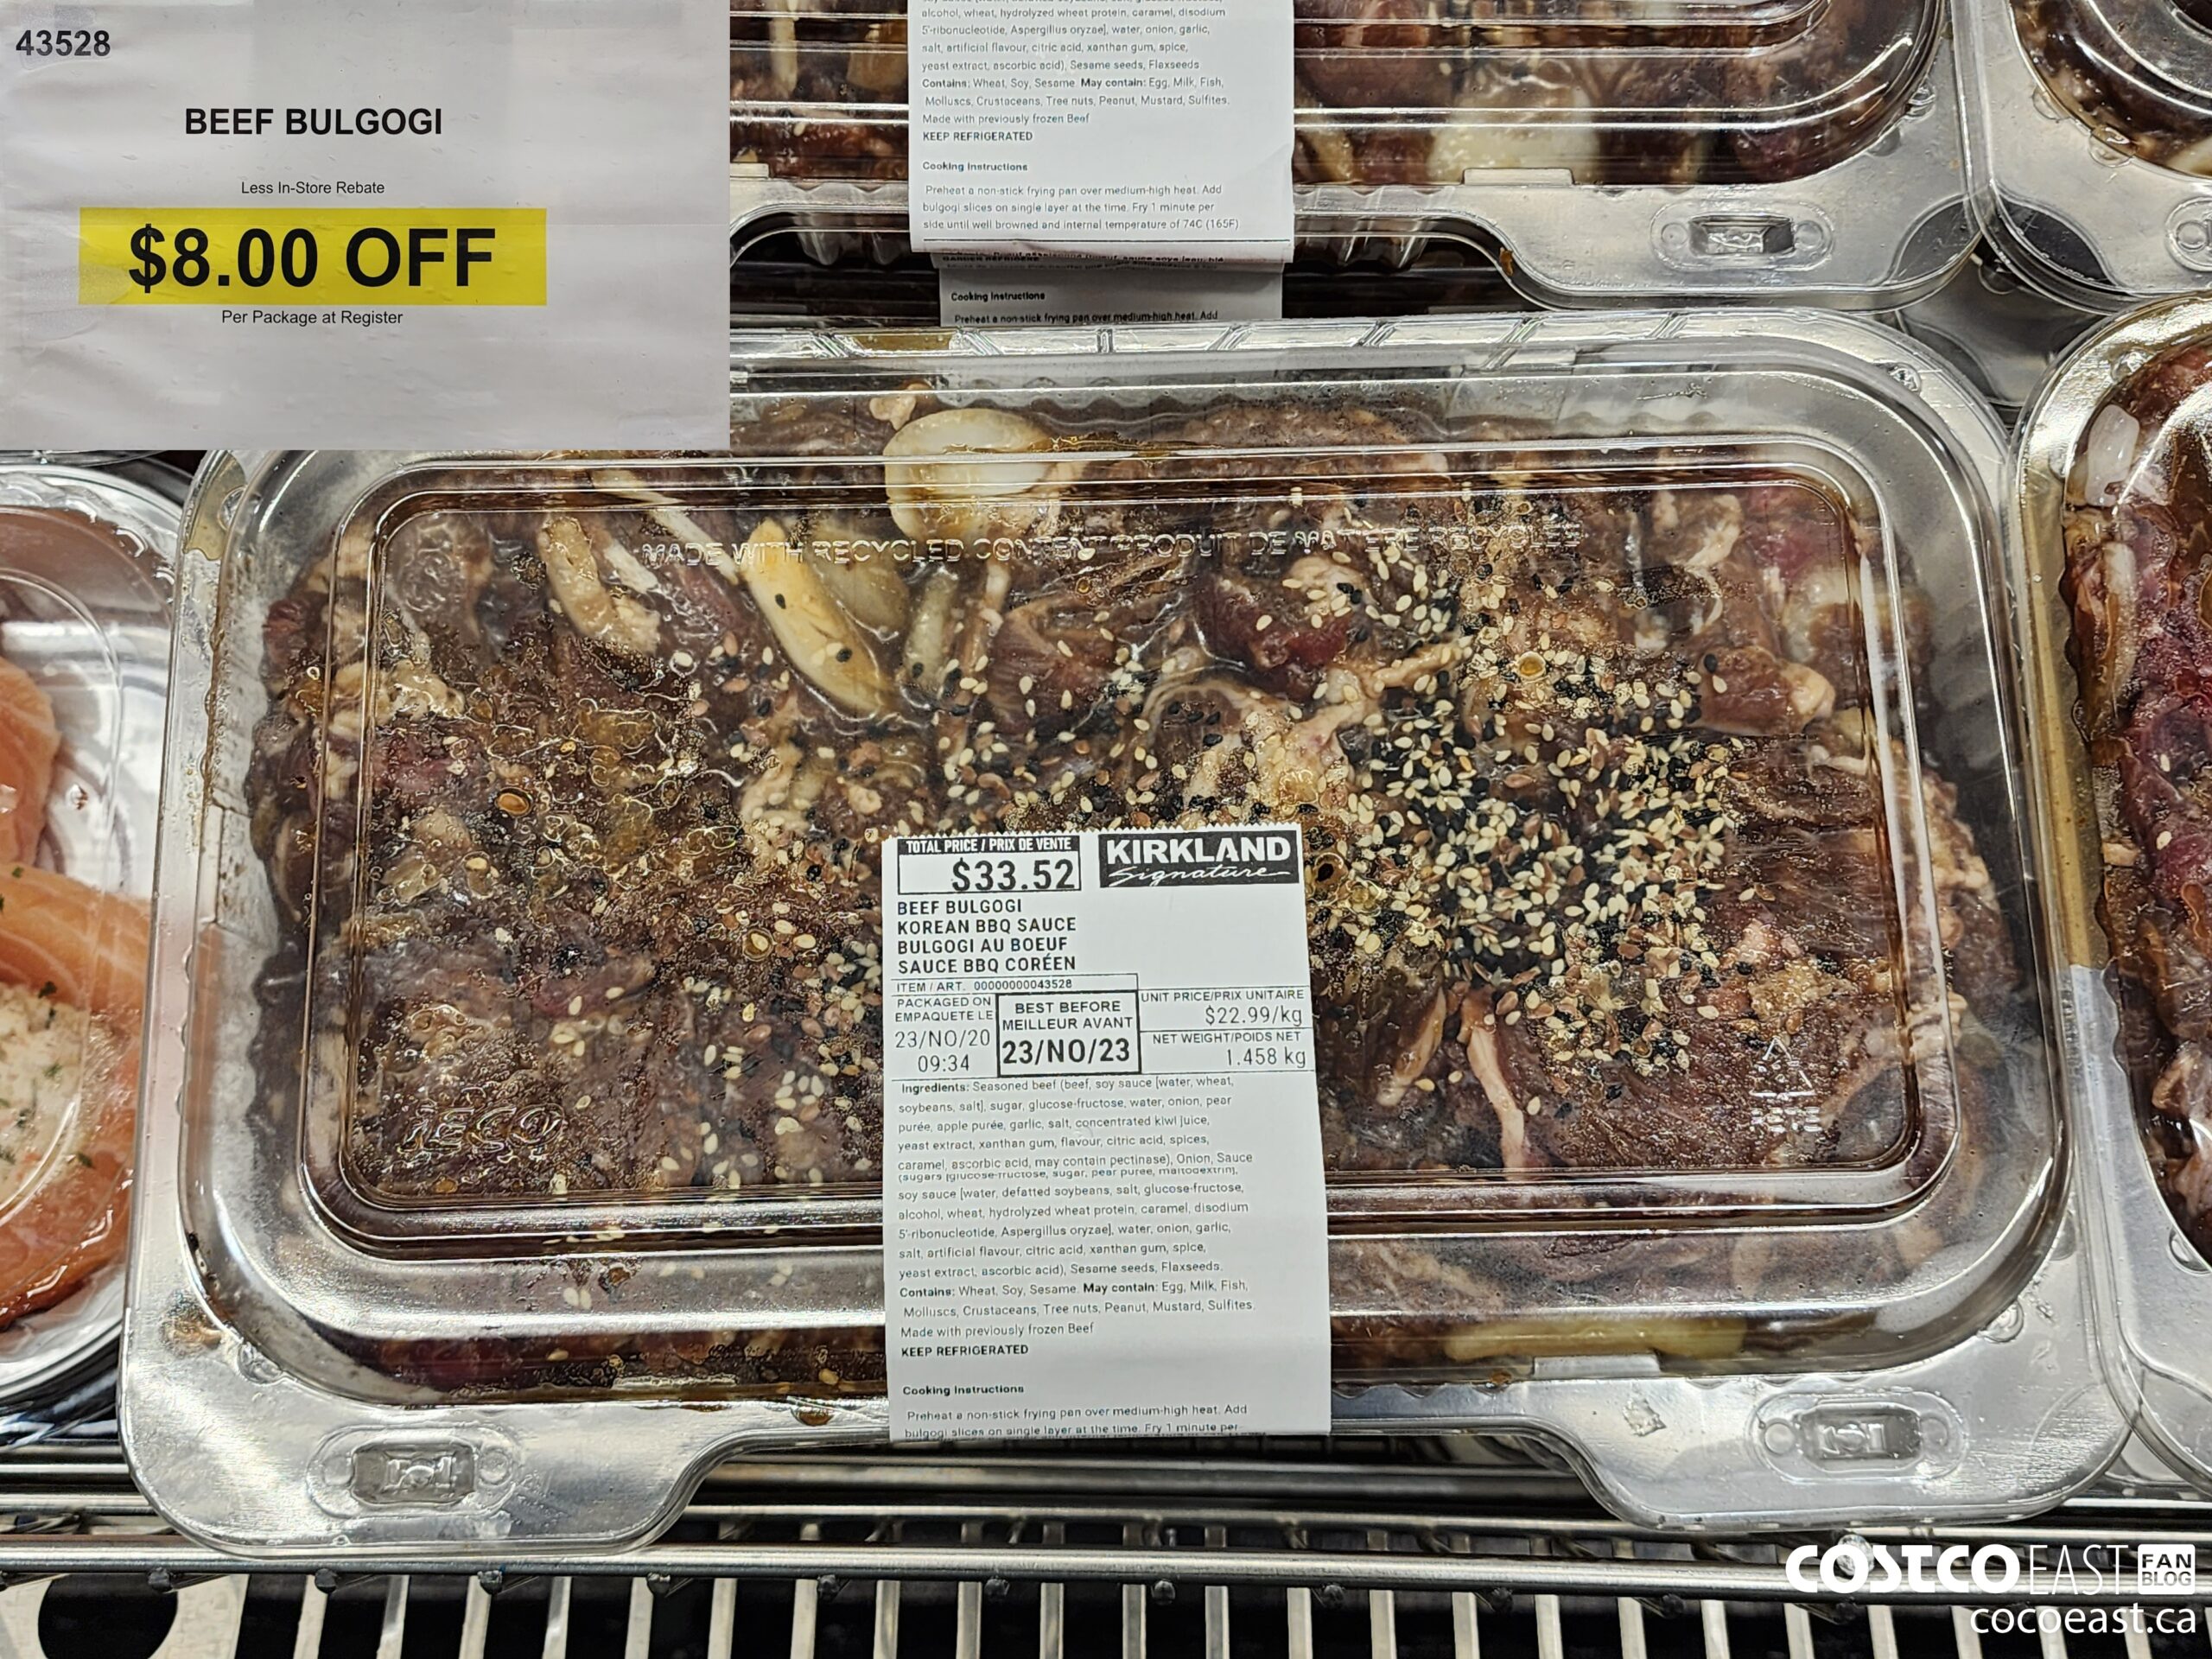 43528
BEEF BULGOGI
Less In-Store Rebate
$8.00 OFF
Per Package at Register
alcohol, wheat, hydrolyzed wheat protein, caramel, disodium
5'-ribonucleotide, Aspergillus oryzae], water, onion, garlic,
salt, artificial flavour, citric acid, xanthan gum, spice,
yeast extract, ascorbic acid), Sesame seeds, Flaxseeds.
Contains: Wheat, Soy, Sesame. May contain: Egg, Milk, Fish,
Molluscs, Crustaceans, Tree nuts, Peanut, Mustard, Sulfites.
Made with previously frozen Beef
KEEP REFRIGERATED
Cooking Instructions
Preheat a non-stick frying pan over medium-high heat. Add
bulgogi slices on single layer at the time. Fry 1 minute per
side until well browned and internal temperature of 74C (165F)
Cooking Instructions
Preheat a non-stick frying pan over medium-high heat. Add
MADE WITH RECYCLED CONTENT PRODUIT DE MATIERE RECYCLÉE
TOTAL PRICE / PRIX DE VENTE
$33.52
KIRKLAND
Signature
BEEF BULGOGI
KOREAN BBQ SAUCE
BULGOGI AU BOEUF
SAUCE BBQ CORÉEN
ITEM / ART. 00000000043528
PACKAGED ON
EMPAQUETE LE
23/NO/20
09:34
BEST BEFORE
MEILLEUR AVANT
23/NO/23
UNIT PRICE/PRIX UNITAIRE
$22.99/kg
NET WEIGHT/POIDS NET
1.458 kg
Ingredients: Seasoned beef (beef, soy sauce [water, wheat,
soybeans, salt], sugar, glucose-fructose, water, onion, pear
purée, apple purée, garlic, salt, concentrated kiwi juice,
yeast extract, xanthan gum, flavour, citric acid, spices,
caramel, ascorbic acid, may contain pectinase), Onion, Sauce
(sugars [glucose-fructose, sugar, pear puree, maltodextrin],
soy sauce [water, defatted soybeans, salt, glucose-fructose,
alcohol, wheat, hydrolyzed wheat protein, caramel, disodium
5'-ribonucleotide, Aspergillus oryzae], water, onion, garlic,
salt, artificial flavour, citric acid, xanthan gum, spice,
yeast extract, ascorbic acid), Sesame seeds, Flaxseeds.
Contains: Wheat, Soy, Sesame. May contain: Egg, Milk, Fish,
Molluscs, Crustaceans, Tree nuts, Peanut, Mustard, Sulfites.
Made with previously frozen Beef
KEEP REFRIGERATED
Cooking Instructions
Preheat a non-stick frying pan over medium-high heat. Add
bulgogi slices on single layer at the time. Fry 1 minute per
COSTCO EAST FAN BLOG
cocoeast.ca